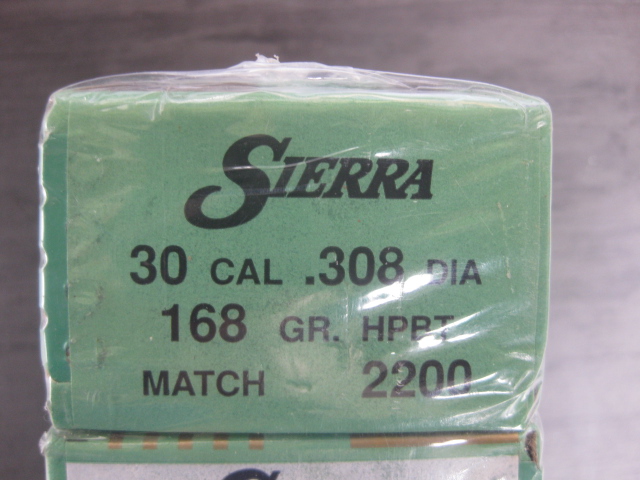 SIERRA
30 CAL .308 DIA
168 GR. HPBT
MATCH 2200